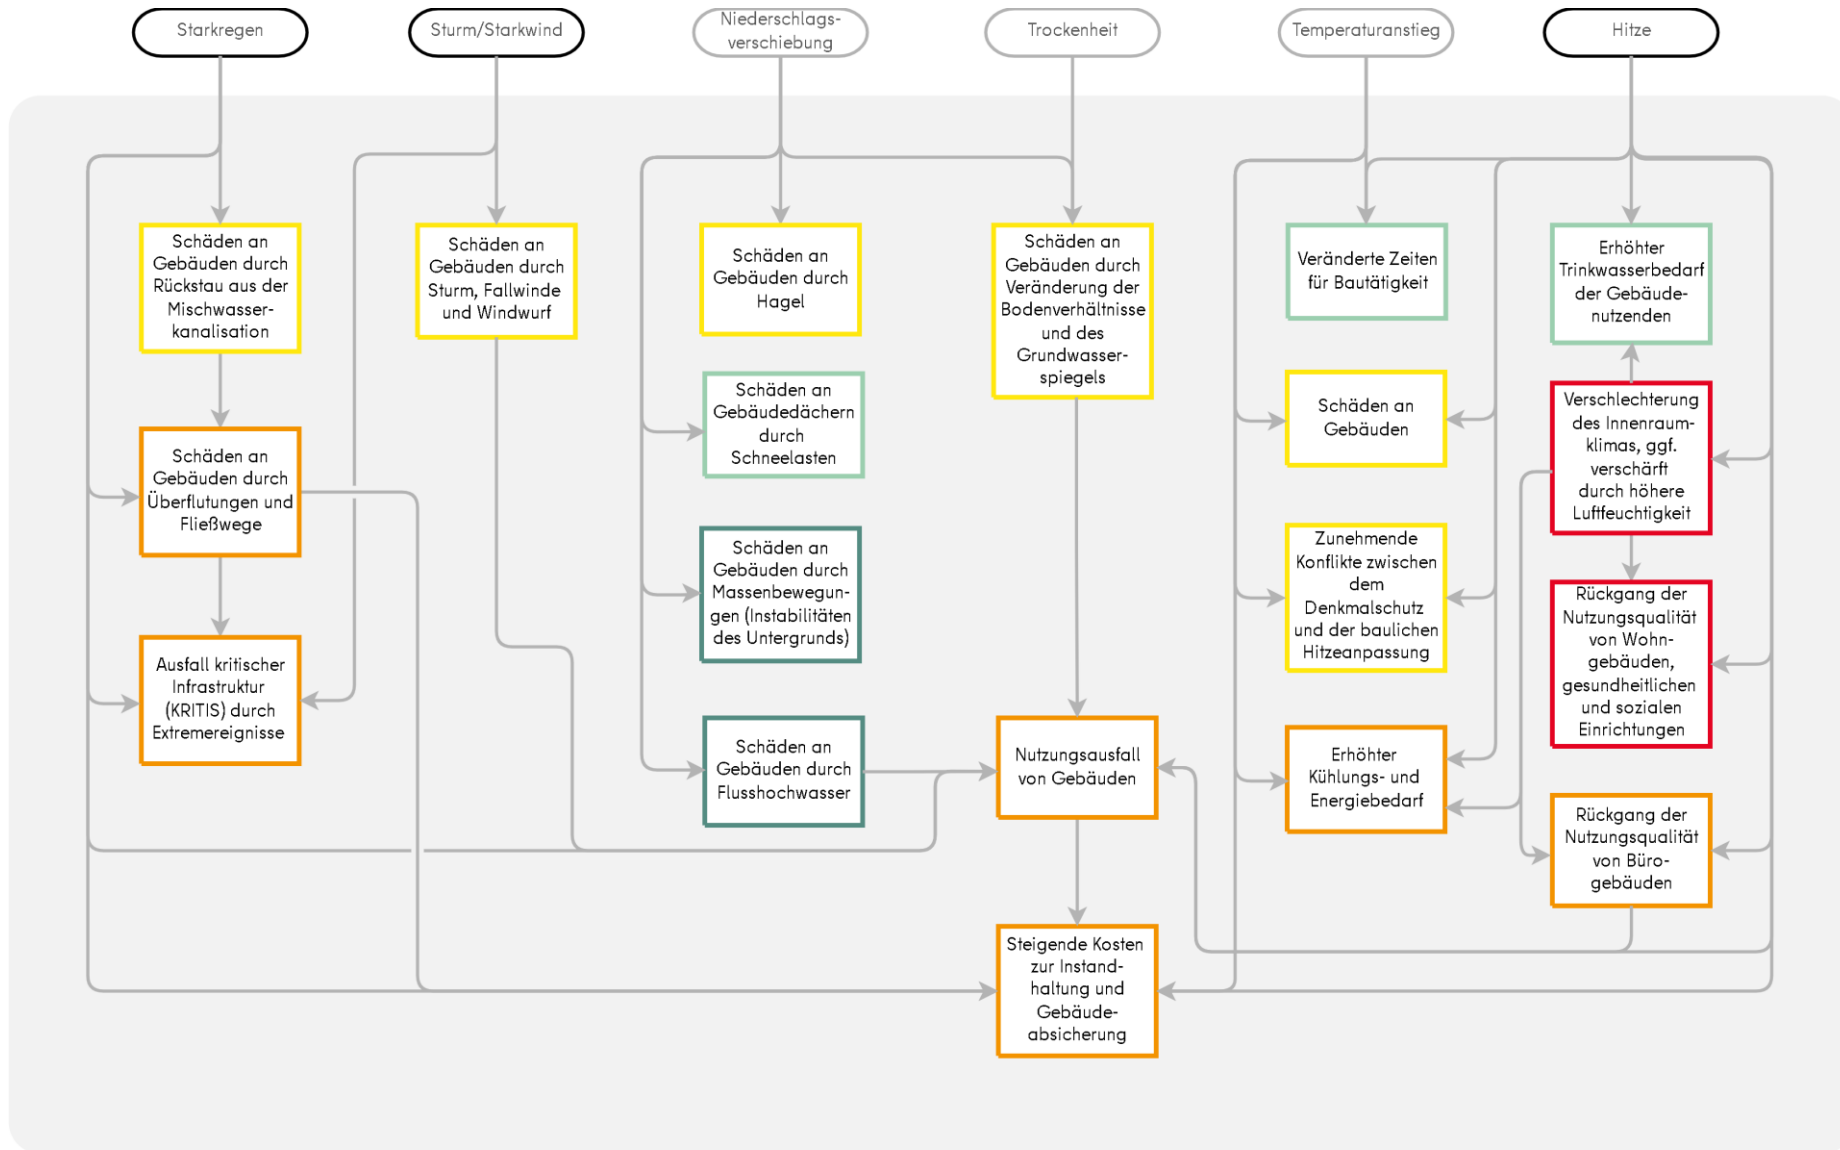 Starkregen
Sturm/Starkwind
Niederschlags-
verschiebung
Trockenheit
Temperaturanstieg
Hitze
Schäden an
Gebäuden durch
Rückstau aus der
Mischwasser-
kanalisation
Schäden an
Gebäuden durch
Sturm, Fallwinde
und Windwurf
Schäden an
Gebäuden durch
Hagel
Schäden an
Gebäuden durch
Veränderung der
Bodenverhältnisse
und des
Grundwasser-
spiegels
Veränderte Zeiten
für Bautätigkeit
Erhöhter
Trinkwasserbedarf
der Gebäude-
nutzenden
Schäden an
Gebäudedächern
durch
Schneelasten
Schäden an
Gebäuden
Verschlechterung
des Innenraum-
klimas, ggf.
verschärft
durch höhere
Luftfeuchtigkeit
Schäden an
Gebäuden durch
Überflutungen und
Fließwege
Schäden an
Gebäuden durch
Massenbewegun-
gen (Instabilitäten
des Untergrunds)
Zunehmende
Konflikte zwischen
dem
Denkmalschutz
und der baulichen
Hitzeanpassung
Rückgang der
Nutzungsqualität
von Wohn-
gebäuden,
gesundheitlichen
und sozialen
Einrichtungen
Ausfall kritischer
Infrastruktur
(KRITIS) durch
Extremereignisse
Schäden an
Gebäuden durch
Flusshochwasser
Nutzungsausfall
von Gebäuden
Erhöhter
Kühlungs- und
Energiebedarf
Rückgang der
Nutzungsqualität
von Büro-
gebäuden
Steigende Kosten
zur Instand-
haltung und
Gebäude-
absicherung